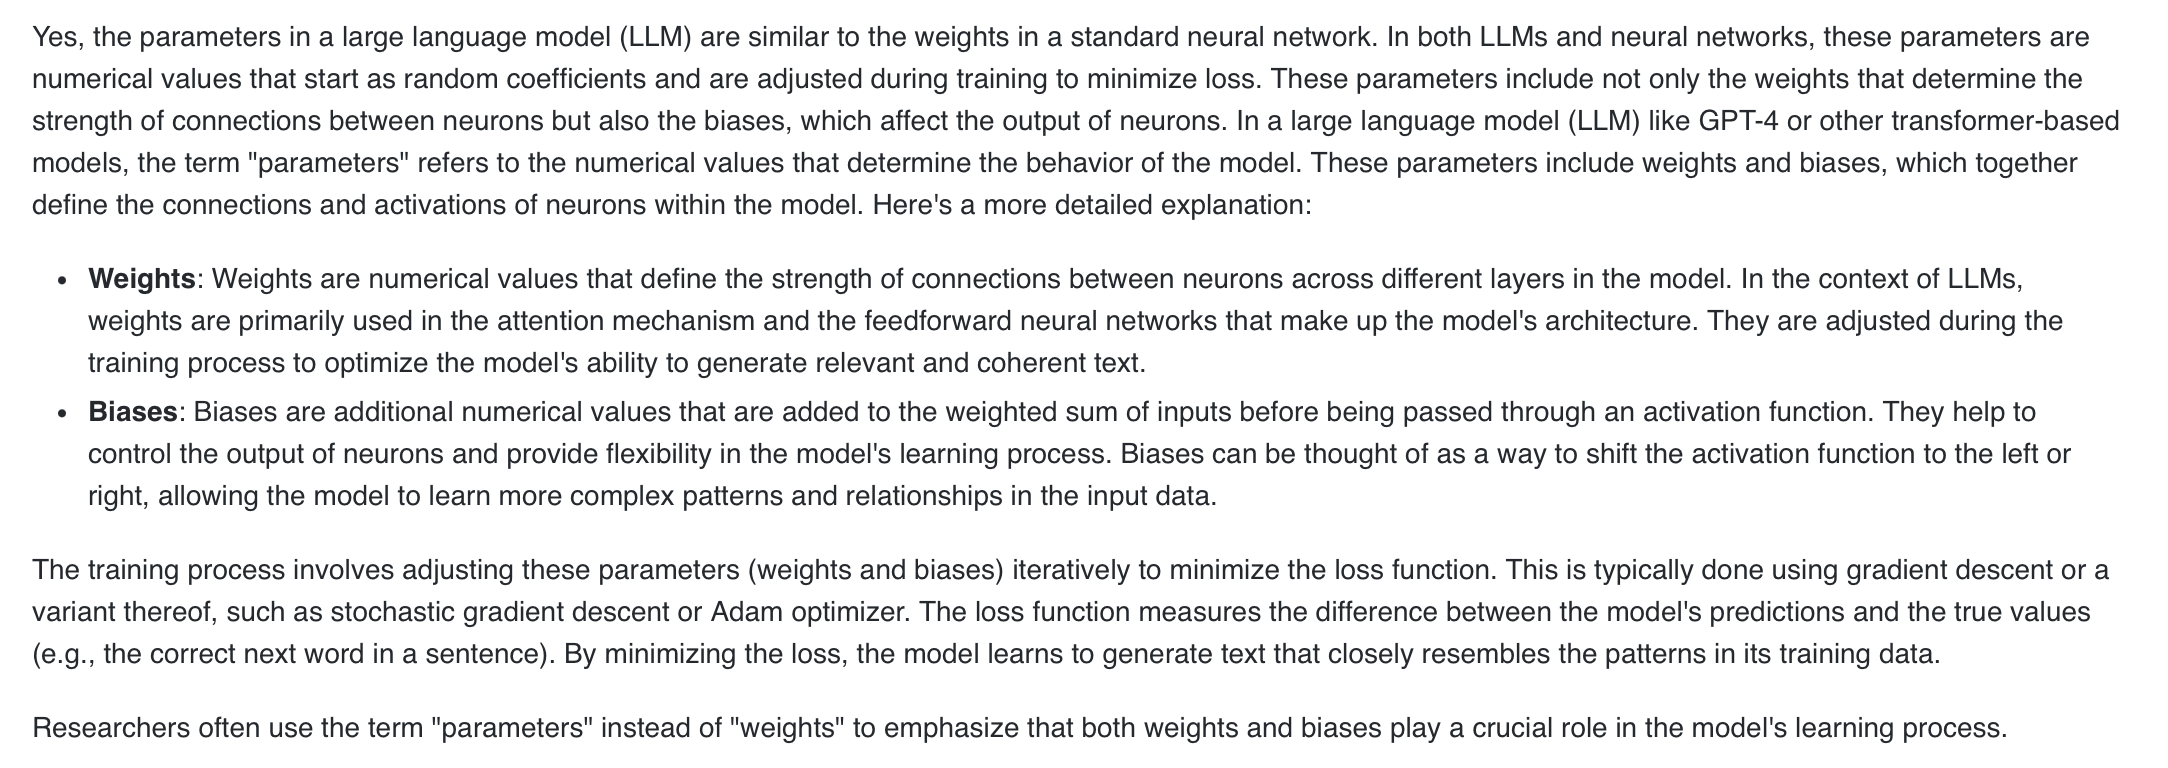 Yes, the parameters in a large language model (LLM) are similar to the weights in a standard neural network. In both LLMs and neural networks, these parameters are
numerical values that start as random coefficients and are adjusted during training to minimize loss. These parameters include not only the weights that determine the
strength of connections between neurons but also the biases, which affect the output of neurons. In a large language model (LLM) like GPT-4 or other transformer-based
models, the term "parameters" refers to the numerical values that determine the behavior of the model. These parameters include weights and biases, which together
define the connections and activations of neurons within the model. Here's a more detailed explanation:
• Weights: Weights are numerical values that define the strength of connections between neurons across different layers in the model. In the context of LLMs,
weights are primarily used in the attention mechanism and the feedforward neural networks that make up the model's architecture. They are adjusted during the
training process to optimize the model's ability to generate relevant and coherent text.
• Biases: Biases are additional numerical values that are added to the weighted sum of inputs before being passed through an activation function. They help to
control the output of neurons and provide flexibility in the model's learning process. Biases can be thought of as a way to shift the activation function to the left or
right, allowing the model to learn more complex patterns and relationships in the input data.
The training process involves adjusting these parameters (weights and biases) iteratively to minimize the loss function. This is typically done using gradient descent or a
variant thereof, such as stochastic gradient descent or Adam optimizer. The loss function measures the difference between the model's predictions and the true values
(e.g., the correct next word in a sentence). By minimizing the loss, the model learns to generate text that closely resembles the patterns in its training data.
Researchers often use the term "parameters" instead of "weights" to emphasize that both weights and biases play a crucial role in the model's learning process.